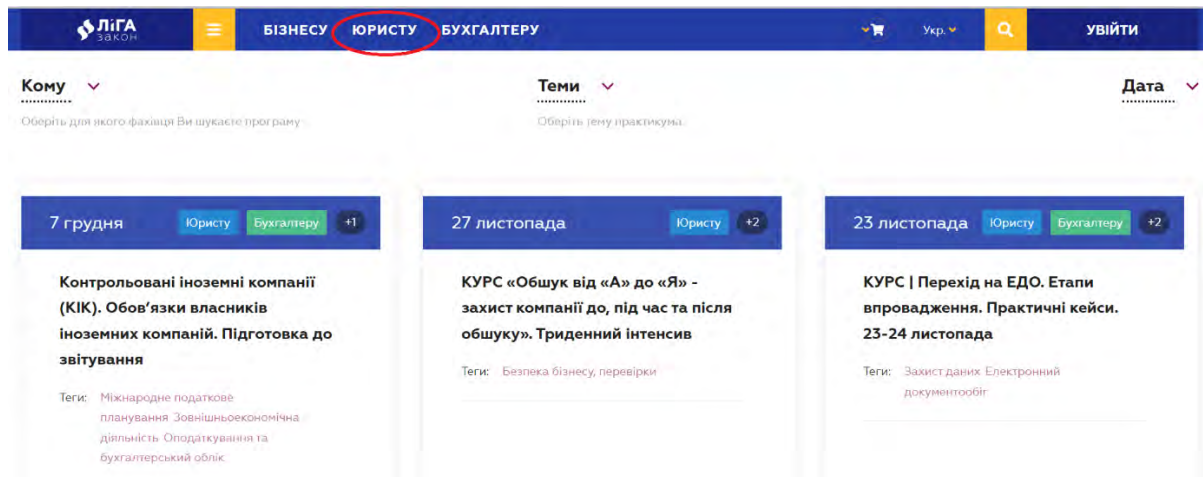 ЛІГА ЗАКОН БІЗНЕСУ ЮРИСТУ БУХГАЛТЕРУ Укр. УВІЙТИ
Кому Теми Дата
Оберіть для якого фахівця Ви шукаєте програму Оберіть тему практикума
7 грудня Юристу Бухгалтеру +1
Контрольовані іноземні компанії
(КІК). Обов’язки власників
іноземних компаній. Підготовка до
звітування
Теги: Міжнародне податкове
планування Зовнішньоекономічна
діяльність Оподаткування та
бухгалтерський облік
27 листопада Юристу +2
КУРС «Обшук від «А» до «Я» -
захист компанії до, під час та після
обшуку». Триденний інтенсив
Теги: Безпека бізнесу, перевірки
23 листопада Юристу Бухгалтеру +2
КУРС | Перехід на ЕДО. Етапи
впровадження. Практичні кейси.
23-24 листопада
Теги: Захист даних Електронний
документообіг